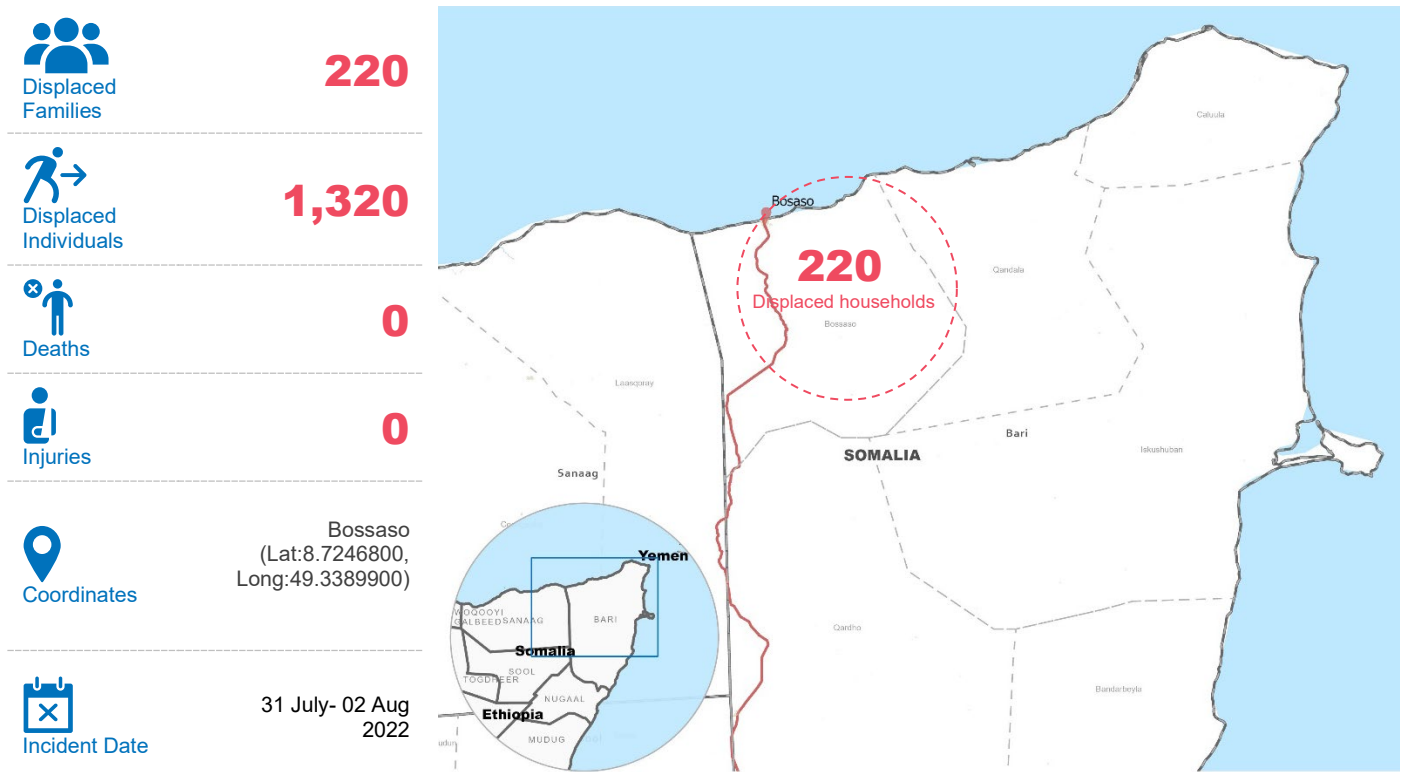 Displaced
Families
220
Displaced
Individuals
1,320
Deaths
0
Injuries
0
Coordinates
Bossaso
(Lat:8.7246800,
Long:49.3389900)
Incident Date
31 July- 02 Aug
2022
Caluula
Bosaso
220
Displaced households
Qandala
Bossaso
Laasqoray
Bari
SOMALIA
Iskushuban
Sanaag
Qardho
Bandarbeyla
Yemen
WOQOOYI
GALBEED
SANAAG
BARI
Somalia
SOOL
TOGDHEER
NUGAAL
Ethiopia
MUDUG